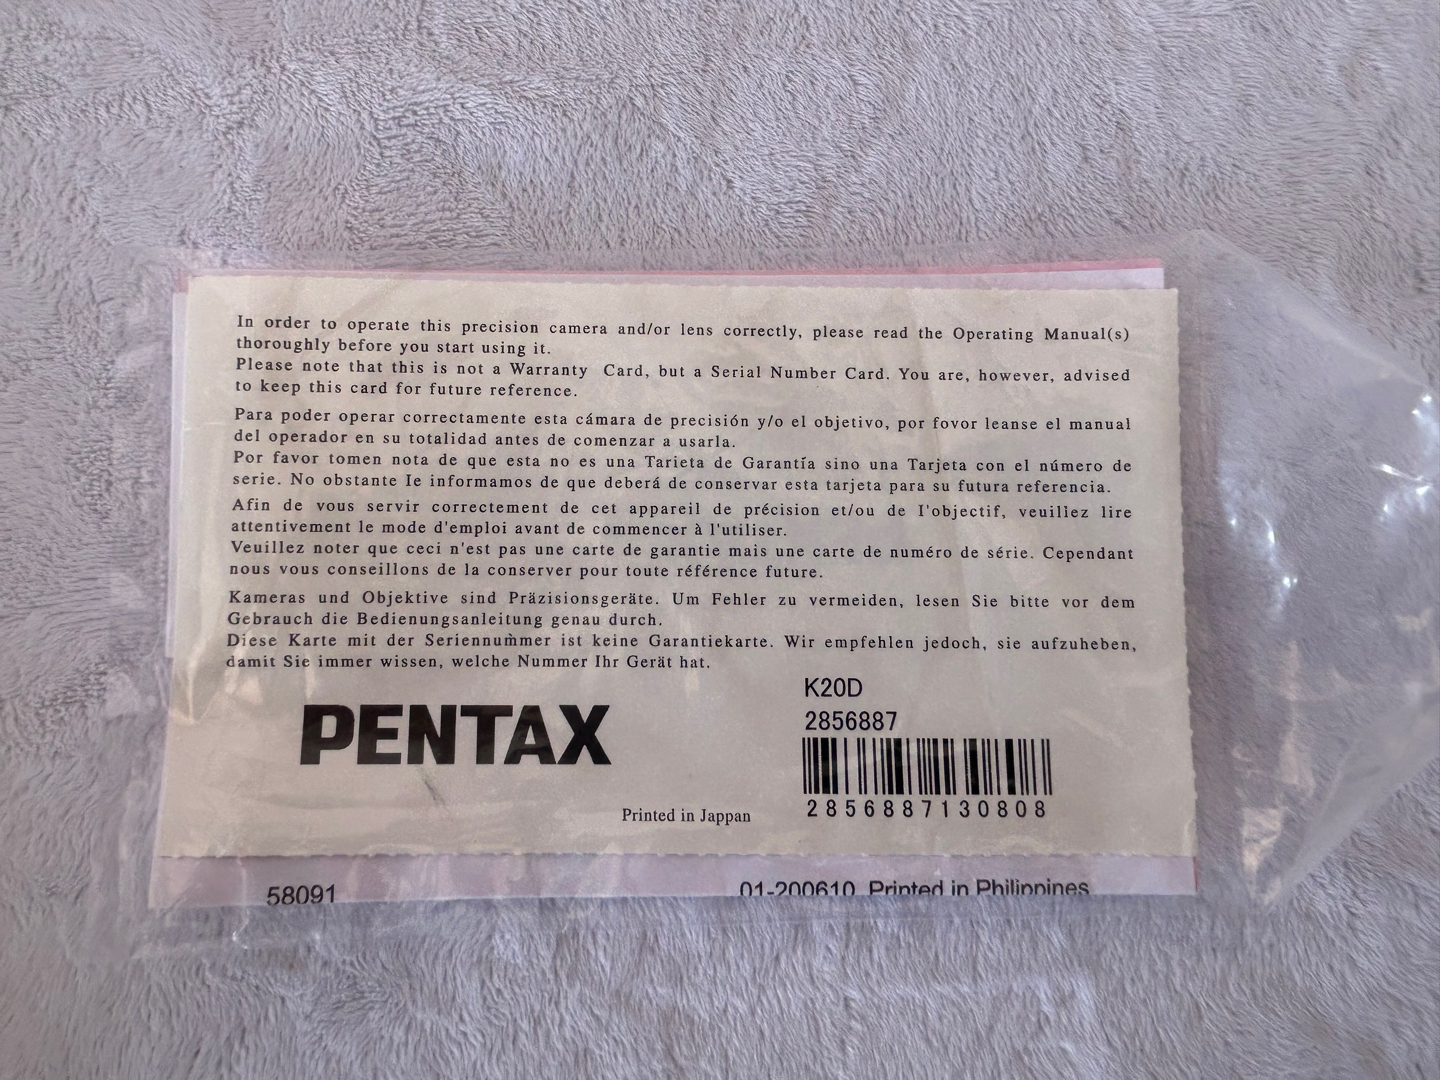 In order to operate this precision camera and/or lens correctly, please read the Operating Manual(s)
thoroughly before you start using it.
Please note that this is not a Warranty Card, but a Serial Number Card. You are, however, advised
to keep this card for future reference.
Para poder operar correctamente esta cámara de precisión y/o el objetivo, por fovor leanse el manual
del operador en su totalidad antes de comenzar a usarla.
Por favor tomen nota de que esta no es una Tarieta de Garantía sino una Tarjeta con el número de
serie. No obstante Ie informamos de que deberá de conservar esta tarjeta para su futura referencia.
Afin de vous servir correctement de cet appareil de précision et/ou de I'objectif, veuillez lire
attentivement le mode d'emploi avant de commencer à l'utiliser.
Veuillez noter que ceci n'est pas une carte de garantie mais une carte de numéro de série. Cependant
nous vous conseillons de la conserver pour toute référence future.
Kameras und Objektive sind Präzisionsgeräte. Um Fehler zu vermeiden, lesen Sie bitte vor dem
Gebrauch die Bedienungsanleitung genau durch.
Diese Karte mit der Seriennummer ist keine Garantiekarte. Wir empfehlen jedoch, sie aufzuheben,
damit Sie immer wissen, welche Nummer Ihr Gerät hat.
K20D
2856887
PENTAX
2856887130808
Printed in Jappan
58091
01-200610 Printed in Philippines